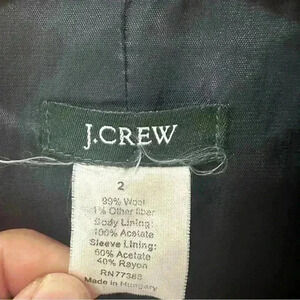 J.CREW
2
99% Wool
1% Other fiber
Body Lining:
100% Acetate
Sleeve Lining:
60% Acetate
40% Rayon
RN77388
Made in Hungary